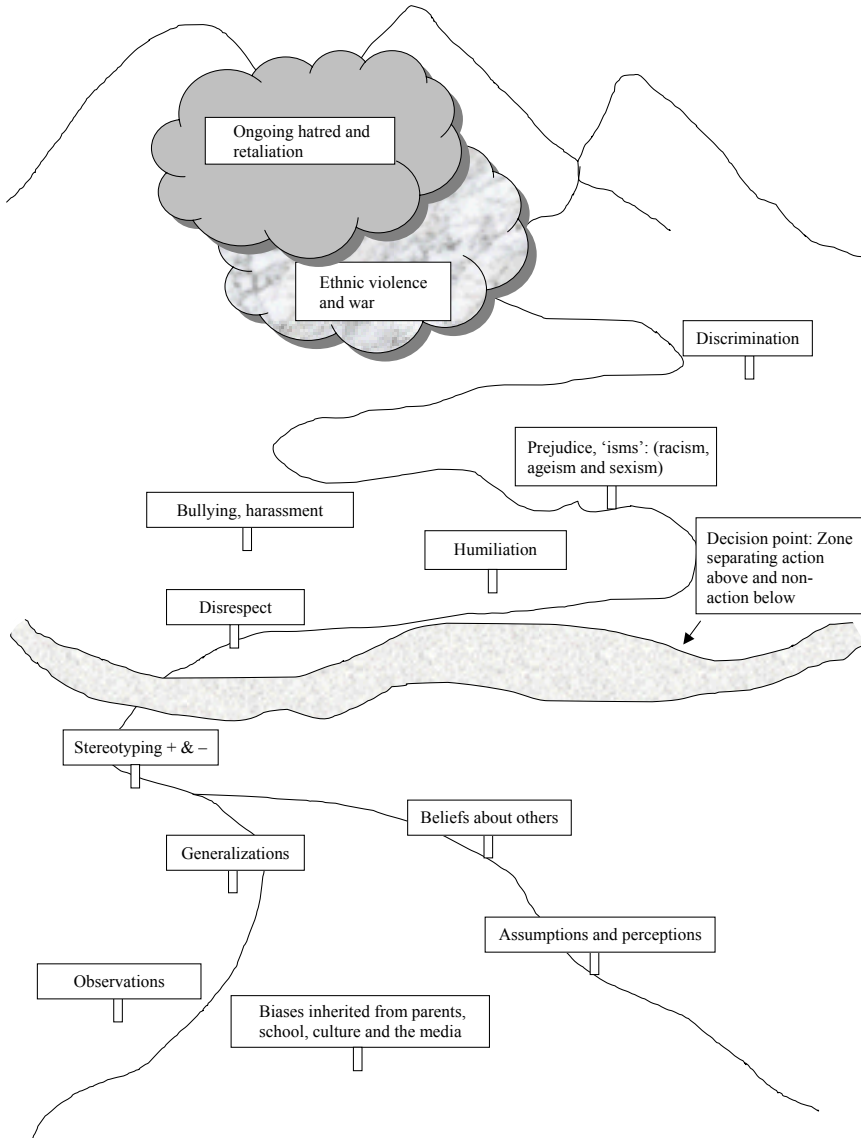 Ongoing hatred and
retaliation
Ethnic violence
and war
Discrimination
Prejudice, ‘isms’: (racism,
ageism and sexism)
Bullying, harassment
Humiliation
Decision point: Zone
separating action
above and non-
action below
Disrespect
Stereotyping + & –
Beliefs about others
Generalizations
Assumptions and perceptions
Observations
Biases inherited from parents,
school, culture and the media